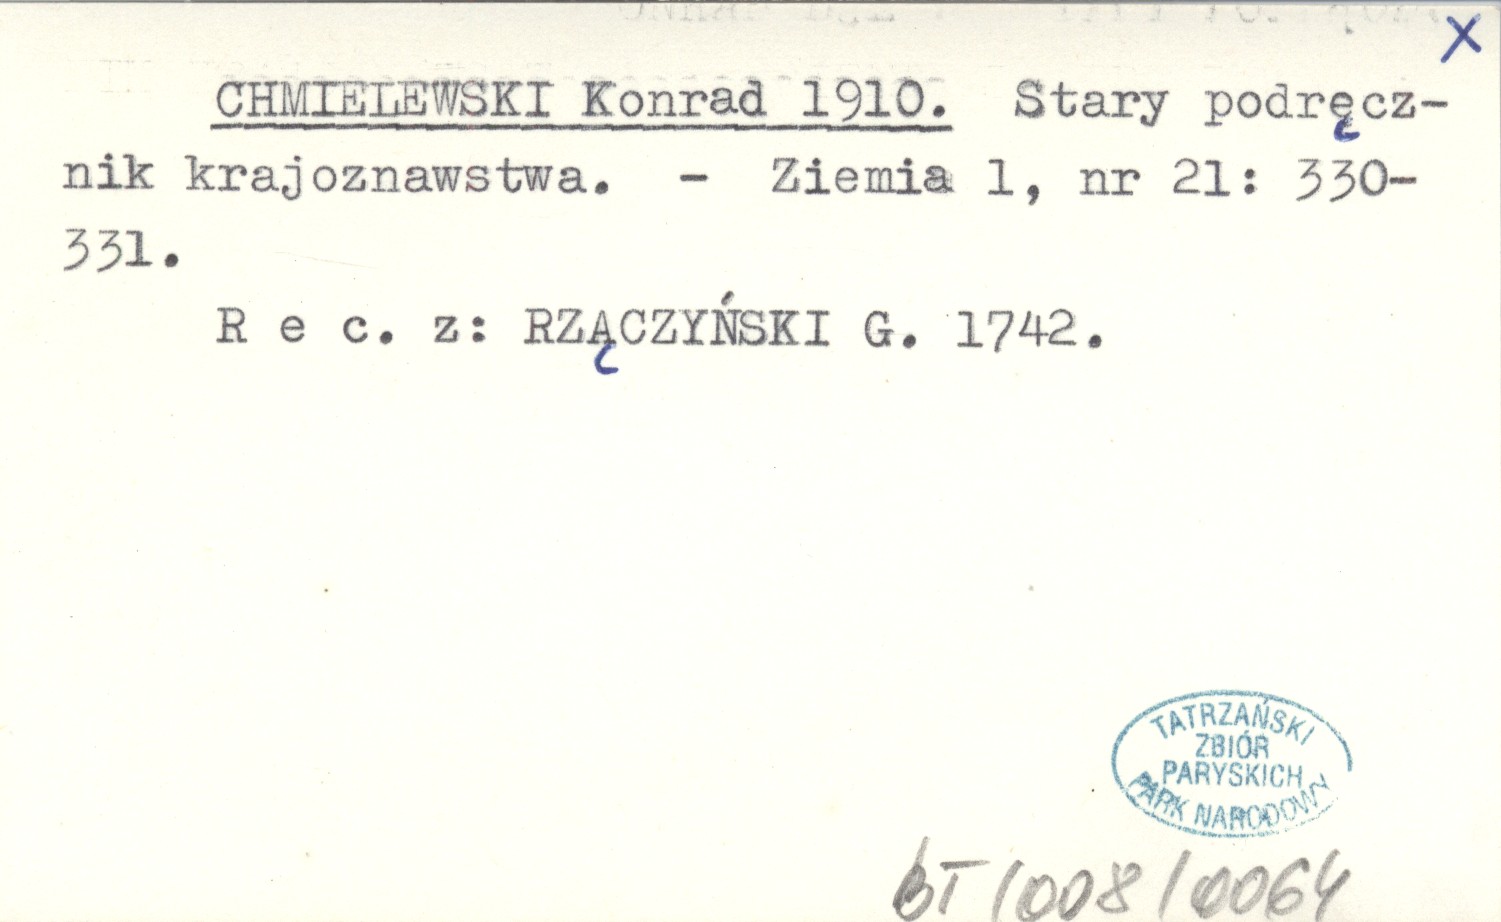 X
CHMIELEWSKI Konrad 1910. Stary podręcz-
nik krajoznawstwa. - Ziemia 1, nr 21: 330-
331.
R e c. z: RZĄCZYŃSKI G. 1742.
TATRZAŃSKI
ZBIÓR
PARYSKICH
PARK NARODOWY
BT/008/0064